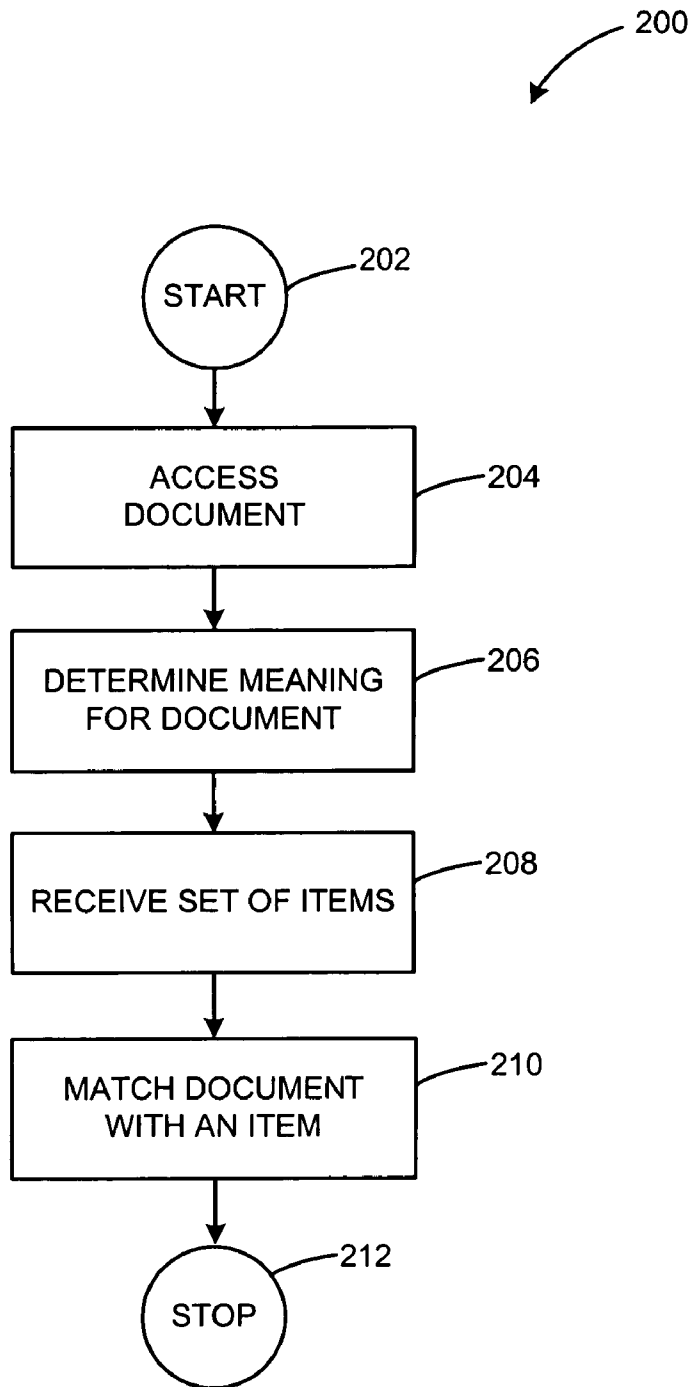 200
START
202
ACCESS
DOCUMENT
204
DETERMINE MEANING
FOR DOCUMENT
206
RECEIVE SET OF ITEMS
208
MATCH DOCUMENT
WITH AN ITEM
210
STOP
212